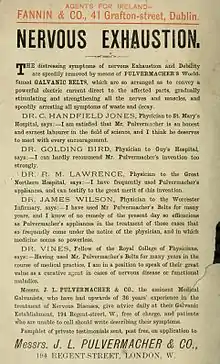 AGENTS FOR IRELAND—
FANNIN & CO., 41 Grafton-street, Dublin.
NERVOUS EXHAUSTION.
THE distressing symptoms of nervous Exhaustion and Debility
are speedily removed by means of PULVERMACHER'S World-
famed GALVANIC BELTS, which are so arranged as to convey a
powerful electric current direct to the affected parts, gradually
stimulating and strengthening all the nerves and muscles, and
speedily arresting all symptoms of waste and decay.
DR. C. HANDFIELD JONES, Physician to St. Mary's
Hospital, says:—I am satisfied that Mr. Pulvermacher is an honest
and earnest labourer in the field of science, and I think he deserves
to meet with every encouragement.
DR. GOLDING BIRD, Physician to Guy's Hospital,
says:—I can hardly recommend Mr. Pulvermacher's invention too
strongly.
DR. R. M. LAWRENCE, Physician to the Great
Northern Hospital, says:—I have frequently used Pulvermacher's
appliances, and can testify to the great merit of this invention.
DR. JAMES WILSON, Physician to the Worcester
Infirmary, says:—I have used Mr. Pulvermacher's Belts for many
years, and I know of no remedy of the present day so efficacious
as Pulvermacher's appliances in the those cases that
so frequently come under the notice of the physician, and in which
medicine seems so powerless.
DR. VINES, Fellow of the Royal College of Physicians,
says:—Having used Mr. Pulvermacher's Belts for many years in the
course of medical practice, I am in a position to speak of their great
value as a curative agent in cases of nervous disease or functional
maladies.
Messrs. J. L. PULVERMACHER & CO., the eminent Medical
Galvanists, who have had upwards of 30 years' experience in the
treatment of Nervous Diseases, give advice daily at their Galvanic
Establishment, 194 Regent-street, W., free of charge, and patients
who are unable to call should write describing their symptoms.
Pamphlet of private testimonials sent, post free, on application to
Messrs. J. L. PULVERMACHER & CO.,
194 REGENT-STREET, LONDON, W.